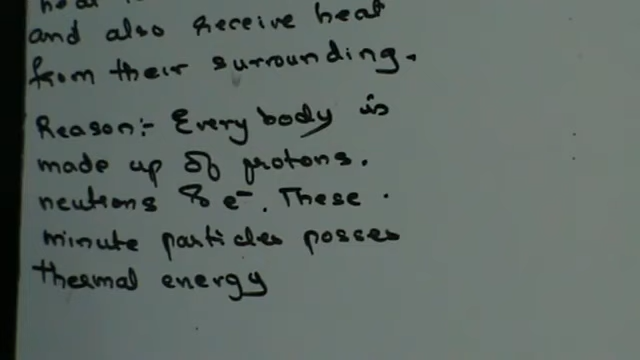 heat
and also receive heat
from their surrounding.
Reason:- Every body is
made up of protons.
neutrons & e-. These
minute particles posses
thermal energy